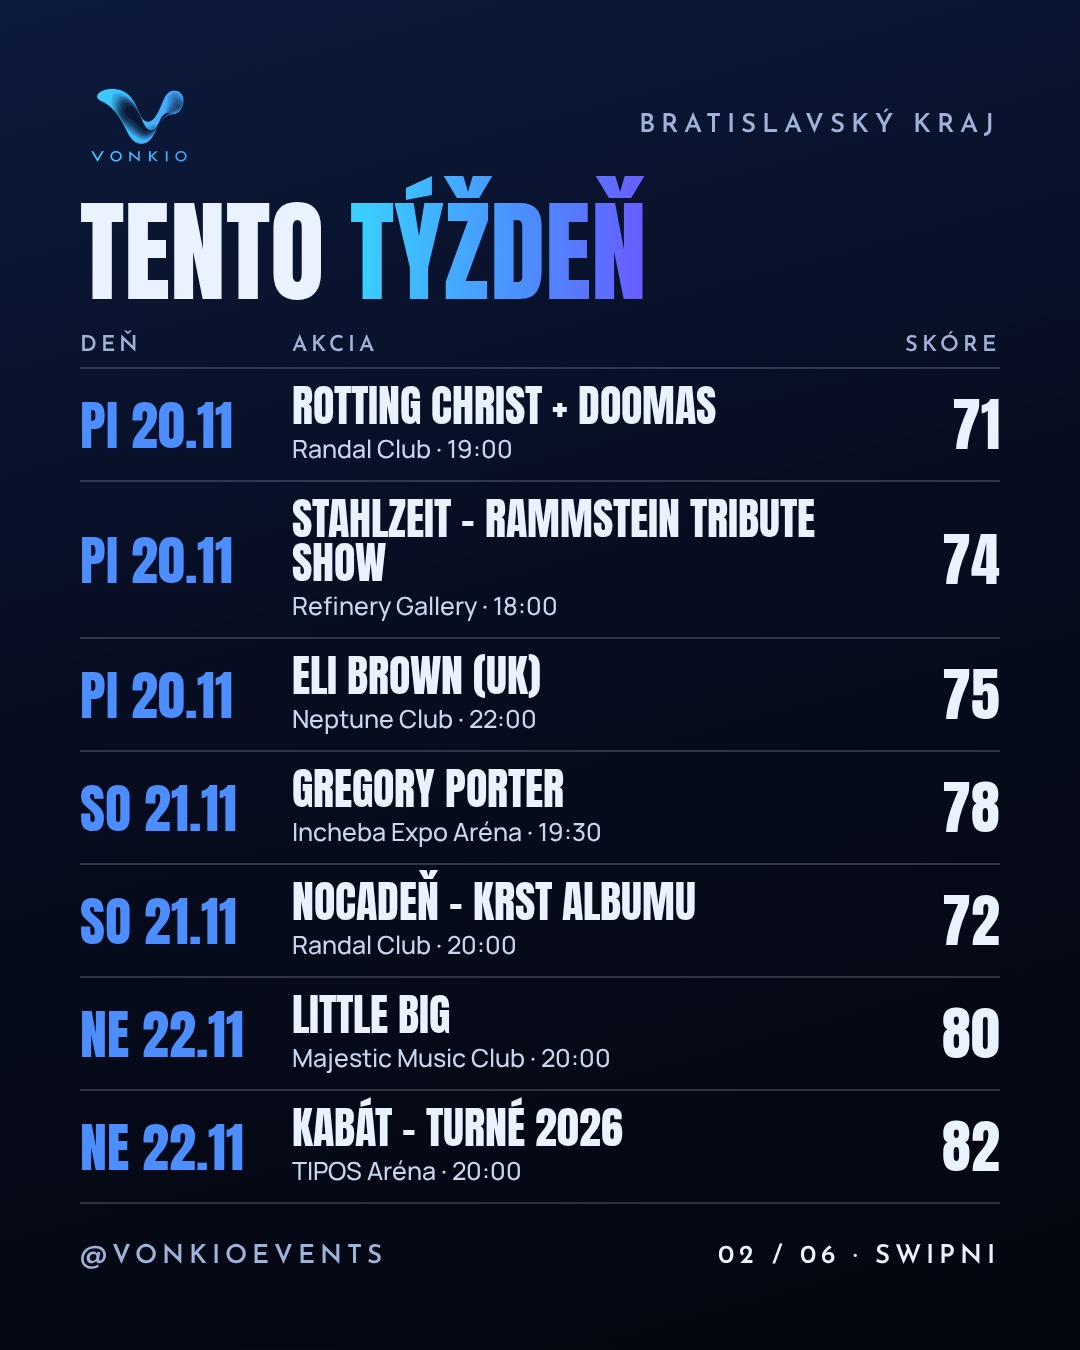 VONKIO
BRATISLAVSKÝ KRAJ
TENTO TÝŽDEŇ
DEŇ AKCIA SKÓRE
PI 20.11 ROTTING CHRIST + DOOMAS 71
Randal Club · 19:00
PI 20.11 STAHLZEIT - RAMMSTEIN TRIBUTE 74
SHOW
Refinery Gallery · 18:00
PI 20.11 ELI BROWN (UK) 75
Neptune Club · 22:00
SO 21.11 GREGORY PORTER 78
Incheba Expo Aréna · 19:30
SO 21.11 NOCADEŇ - KRST ALBUMU 72
Randal Club · 20:00
NE 22.11 LITTLE BIG 80
Majestic Music Club · 20:00
NE 22.11 KABÁT - TURNÉ 2026 82
TIPOS Aréna · 20:00
@VONKIOEVENTS 02 / 06 · SWIPNI